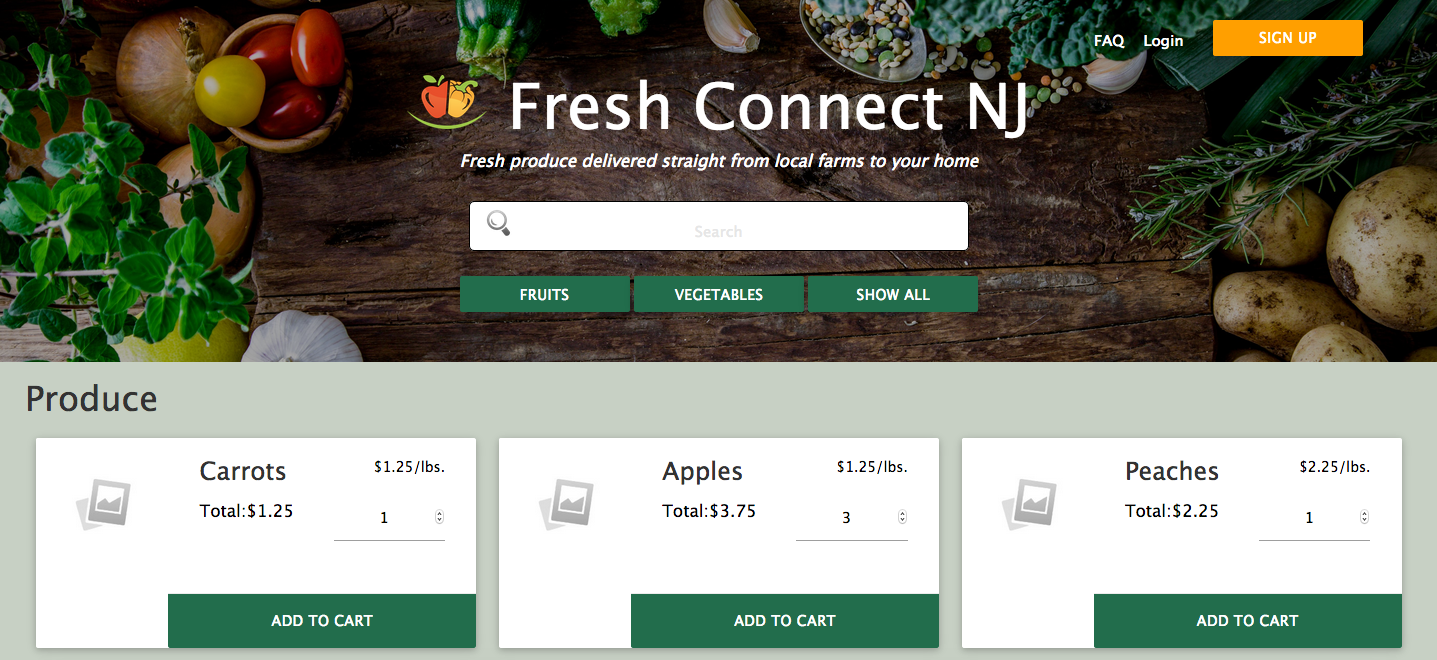 FAQ Login SIGN UP
Fresh Connect NJ
Fresh produce delivered straight from local farms to your home
Search
FRUITS VEGETABLES SHOW ALL
Produce
Carrots $1.25/lbs.
Total:$1.25 1
ADD TO CART
Apples $1.25/lbs.
Total:$3.75 3
ADD TO CART
Peaches $2.25/lbs.
Total:$2.25 1
ADD TO CART